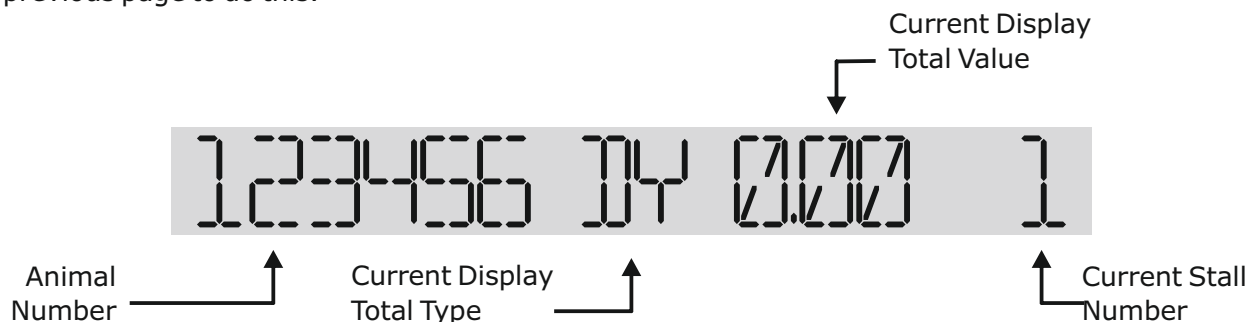 previous page to do this.
Current Display
Total Value
123456 DY 0.00 1
Animal
Number
Current Display
Total Type
Current Stall
Number